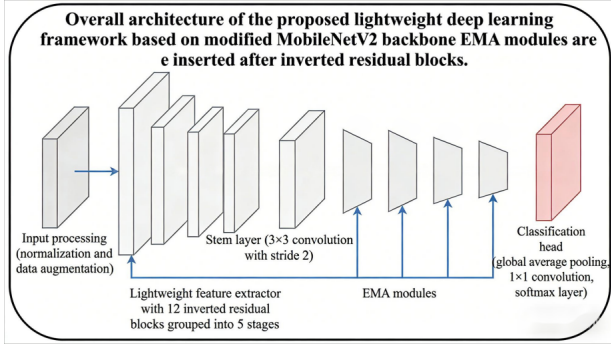 Overall architecture of the proposed lightweight deep learning
framework based on modified MobileNetV2 backbone EMA modules are
e inserted after inverted residual blocks.
Input processing
(normalization and
data augmentation)
Stem layer (3×3 convolution
with stride 2)
Lightweight feature extractor
with 12 inverted residual
blocks grouped into 5 stages
EMA modules
Classification
head
(global average pooling,
1×1 convolution,
softmax layer)